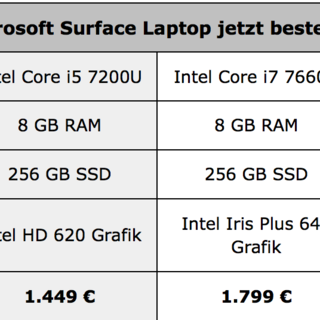 rosoft Surface Laptop jetzt beste
tel Core i5 7200U
Intel Core i7 7660
8 GB RAM
8 GB RAM
256 GB SSD
256 GB SSD
tel HD 620 Grafik
Intel Iris Plus 64
Grafik
1.449 €
1.799 €